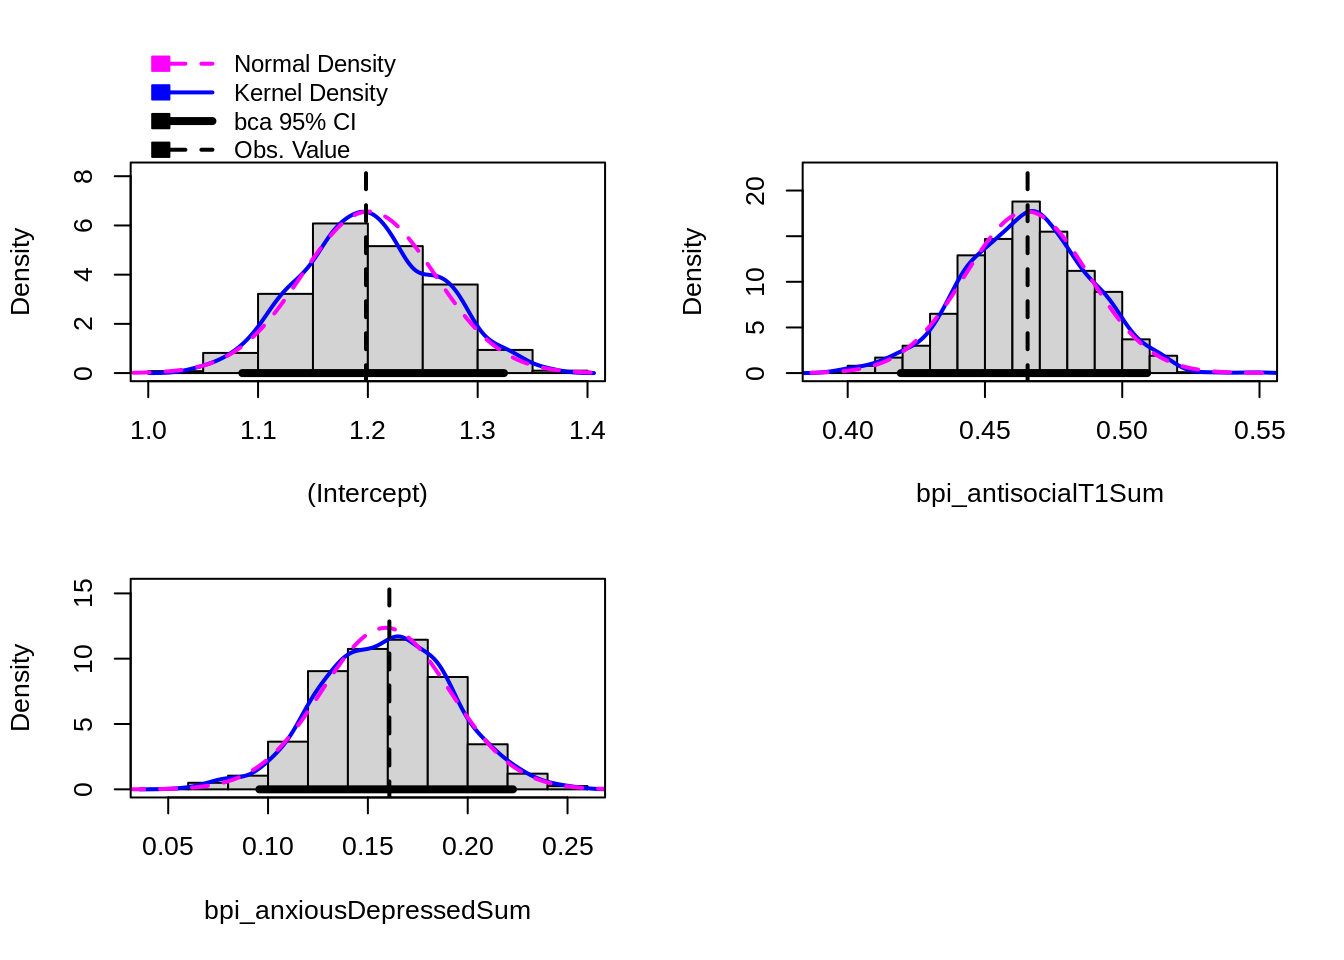 Normal Density
Kernel Density
bca 95% CI
Obs. Value
Density
8
6
4
2
0
1.0 1.1 1.2 1.3 1.4
(Intercept)
Density
20
10
5
0
0.40 0.45 0.50 0.55
bpi_antisocialT1Sum
Density
15
10
5
0
0.05 0.10 0.15 0.20 0.25
bpi_anxiousDepressedSum